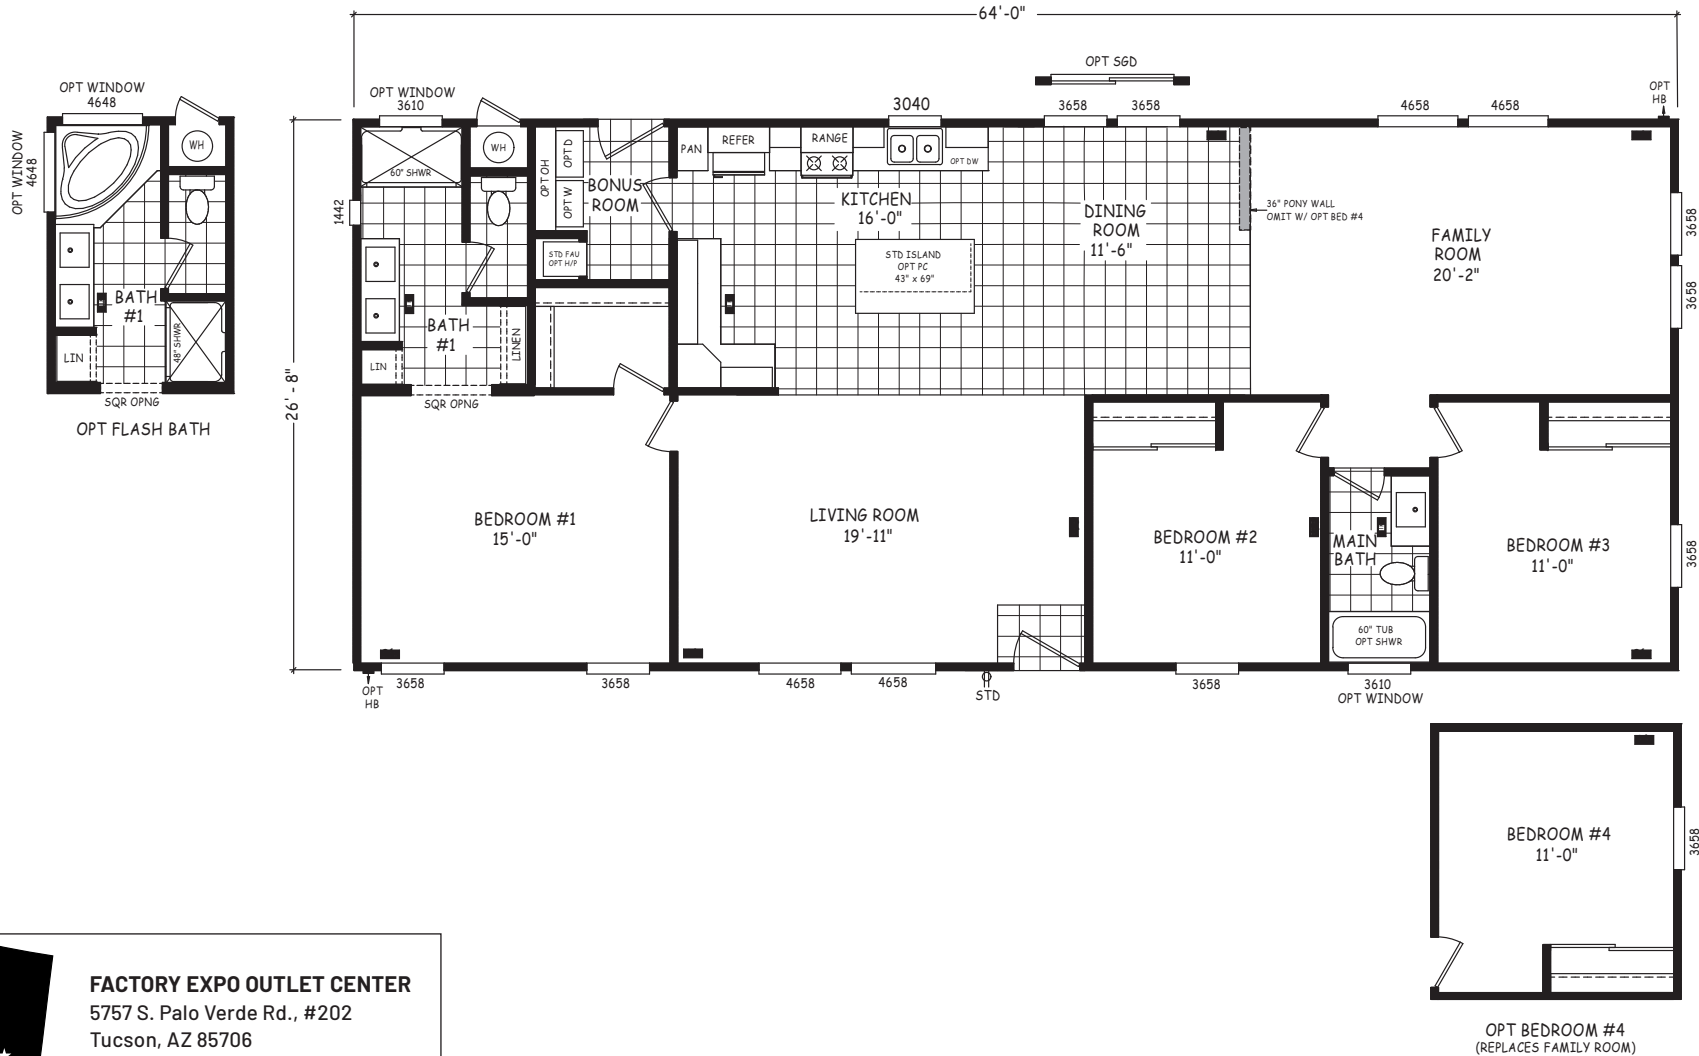 64'-0"
OPT SGD
OPT WINDOW
4648
OPT WINDOW
3610
3040
3658
3658
4658
4658
OPT
HB
OPT WINDOW
4648
WH
BATH
#1
LIN
48" SHWR
SQR OPNG
OPT FLASH BATH
26'-8"
1442
60" SHWR
WH
OPT OH
OPT D
OPT W
BONUS
ROOM
STD FAU
OPT H/P
PAN
REFER
RANGE
OPT DW
KITCHEN
16'-0"
STD ISLAND
OPT PC
43" x 69"
DINING
ROOM
11'-6"
36" PONY WALL
OMIT W/ OPT BED #4
FAMILY
ROOM
20'-2"
3658
3658
BATH
#1
LINEN
LIN
SQR OPNG
BEDROOM #1
15'-0"
LIVING ROOM
19'-11"
BEDROOM #2
11'-0"
MAIN
BATH
60" TUB
OPT SHWR
BEDROOM #3
11'-0"
3658
OPT
HB
3658
3658
4658
4658
STD
3658
3610
OPT WINDOW
BEDROOM #4
11'-0"
3658
OPT BEDROOM #4
(REPLACES FAMILY ROOM)
FACTORY EXPO OUTLET CENTER
5757 S. Palo Verde Rd., #202
Tucson, AZ 85706